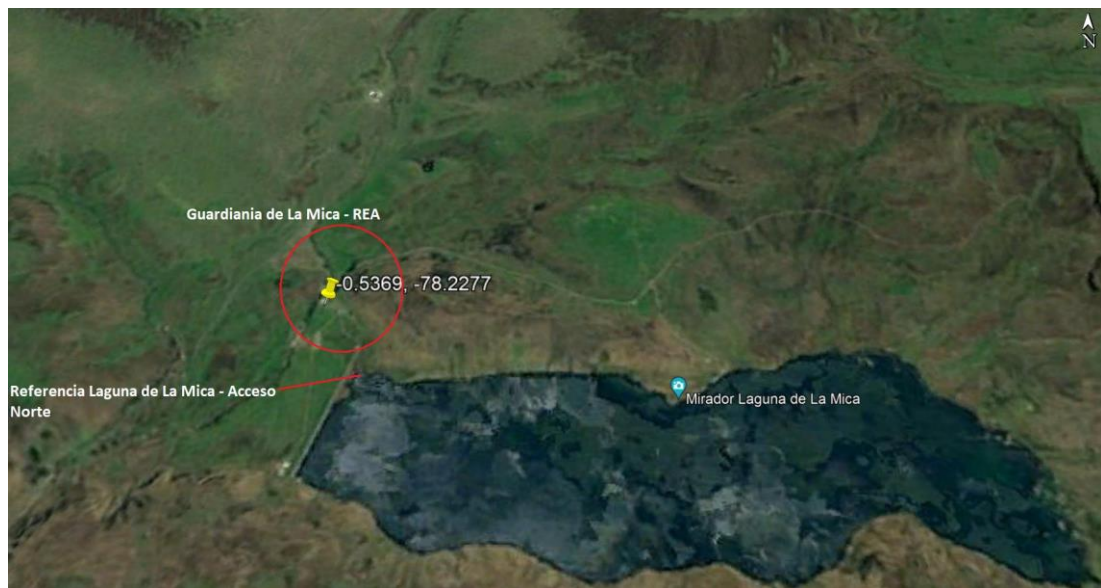 N
Guardiania de La Mica - REA
-0.5369, -78.2277
Referencia Laguna de La Mica - Acceso
Norte
Mirador Laguna de La Mica